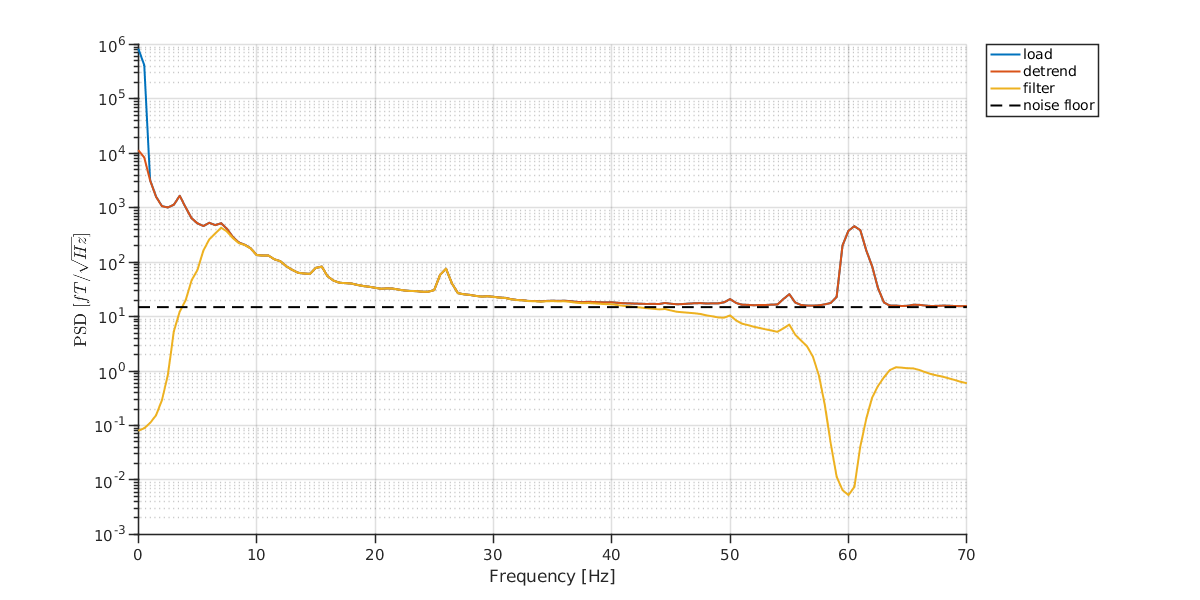 load
detrend
filter
noise floor
10^6
10^5
10^4
10^3
10^2
10^1
10^0
10^-1
10^-2
10^-3
PSD [fT/√Hz]
0 10 20 30 40 50 60 70
Frequency [Hz]